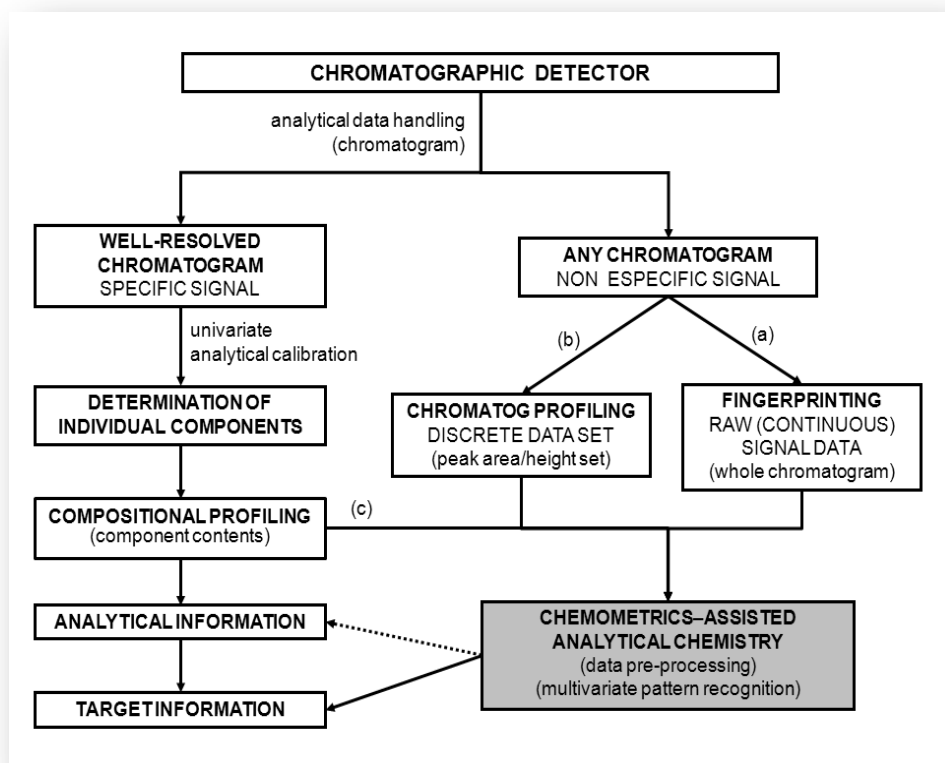 CHROMATOGRAPHIC DETECTOR
analytical data handling
(chromatogram)
WELL-RESOLVED
CHROMATOGRAM
SPECIFIC SIGNAL
ANY CHROMATOGRAM
NON ESPECIFIC SIGNAL
univariate
analytical calibration
(b)
(a)
DETERMINATION OF
INDIVIDUAL COMPONENTS
CHROMATOG PROFILING
DISCRETE DATA SET
(peak area/height set)
FINGERPRINTING
RAW (CONTINUOUS)
SIGNAL DATA
(whole chromatogram)
COMPOSITIONAL PROFILING
(component contents)
(c)
ANALYTICAL INFORMATION
CHEMOMETRICS–ASSISTED
ANALYTICAL CHEMISTRY
(data pre-processing)
(multivariate pattern recognition)
TARGET INFORMATION